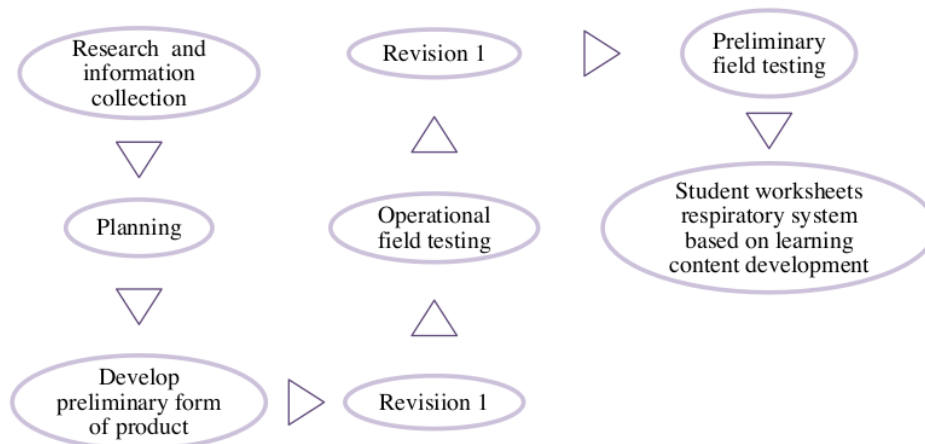 Research and
information
collection
Planning
Develop
preliminary form
of product
Revisiion 1
Operational
field testing
Revision 1
Preliminary
field testing
Student worksheets
respiratory system
based on learning
content development